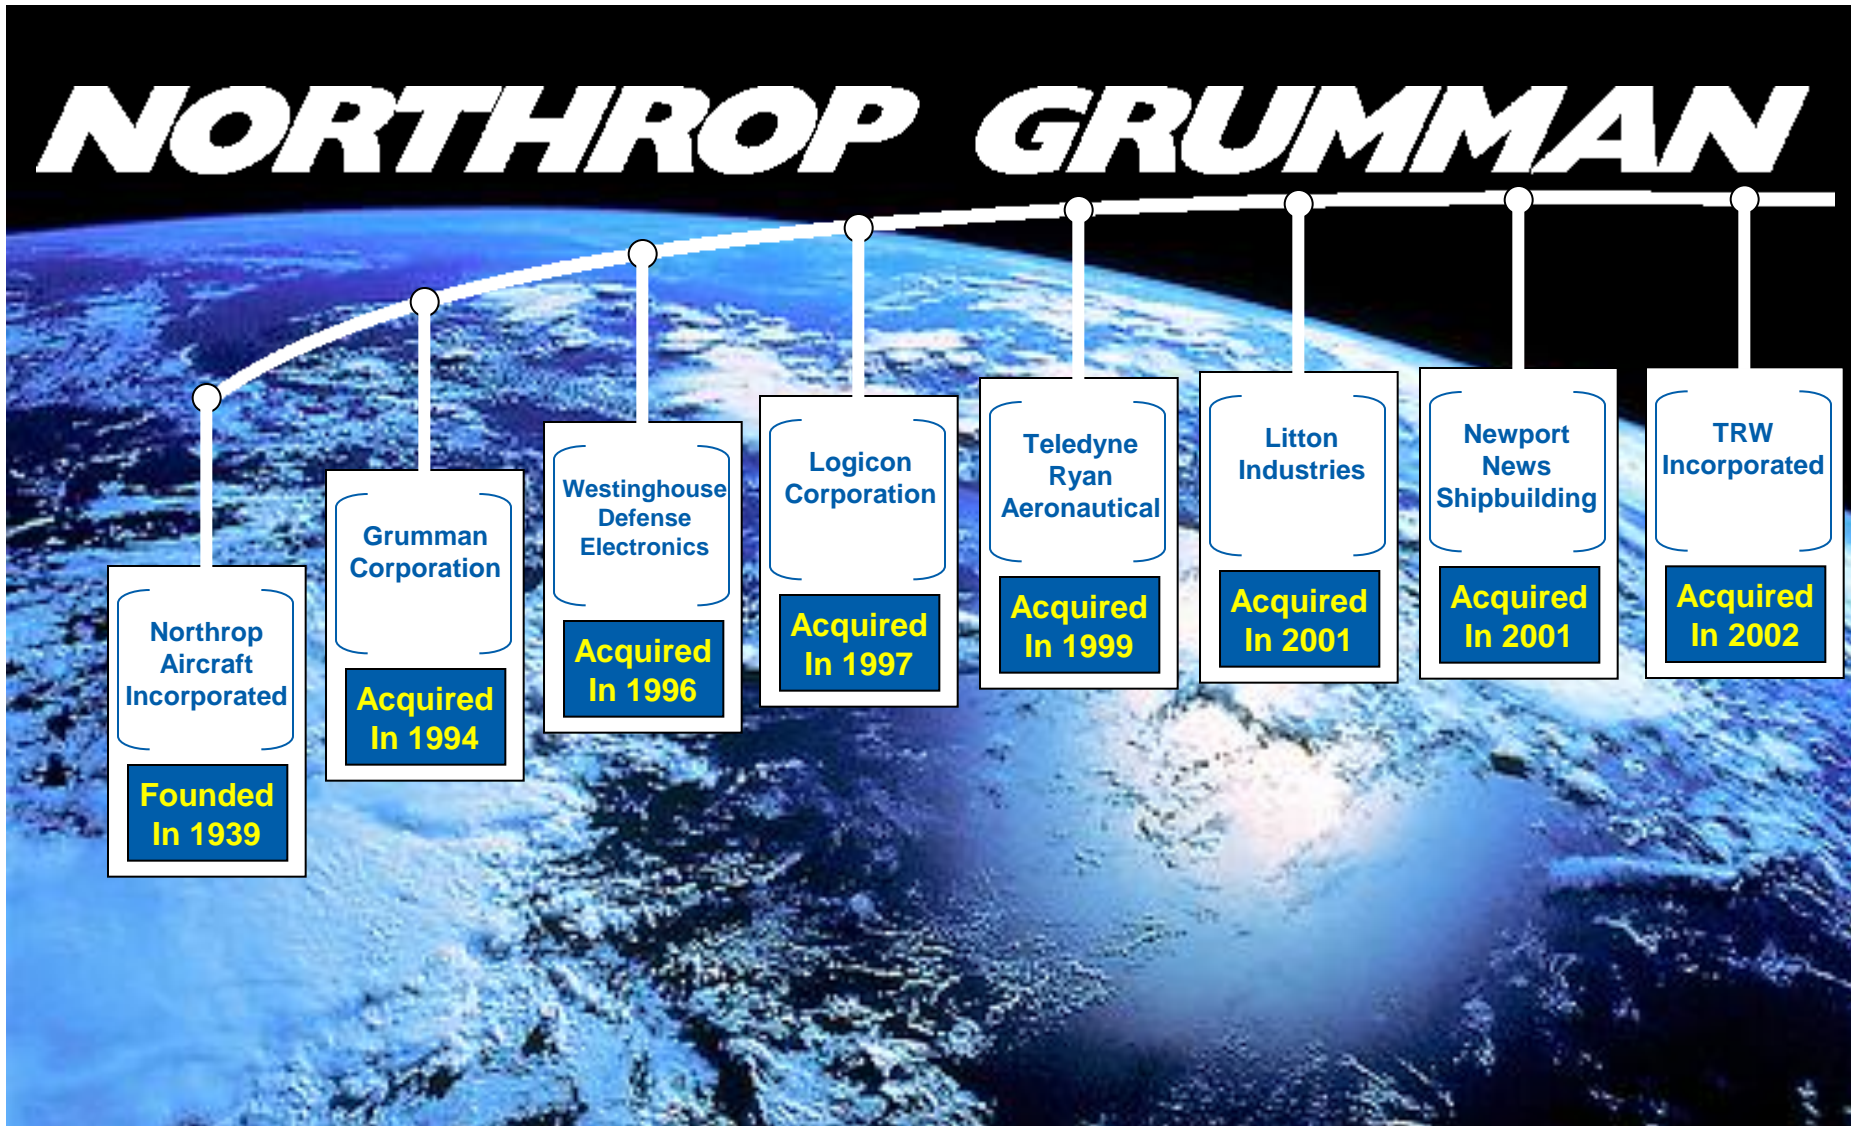 NORTHROP GRUMMAN
Northrop
Aircraft
Incorporated
Founded
In 1939
Grumman
Corporation
Acquired
In 1994
Westinghouse
Defense
Electronics
Acquired
In 1996
Logicon
Corporation
Acquired
In 1997
Teledyne
Ryan
Aeronautical
Acquired
In 1999
Litton
Industries
Acquired
In 2001
Newport
News
Shipbuilding
Acquired
In 2001
TRW
Incorporated
Acquired
In 2002